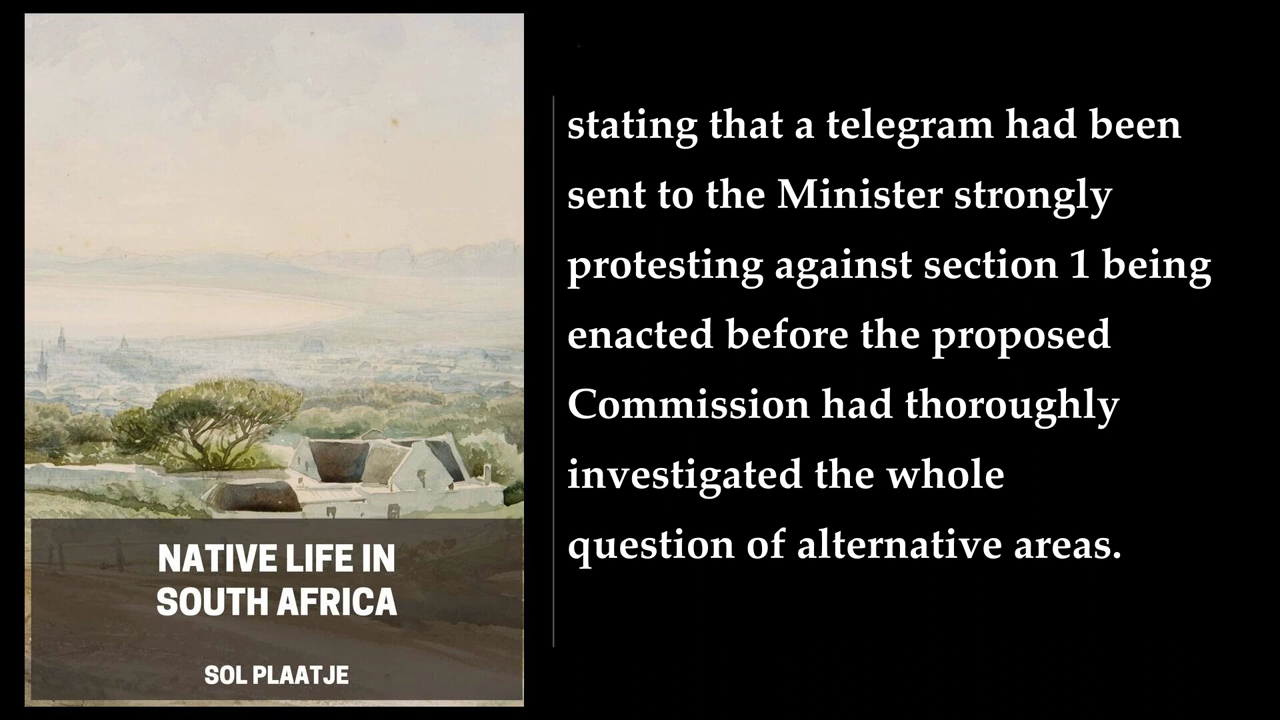 NATIVE LIFE IN
SOUTH AFRICA
SOL PLAATJE
stating that a telegram had been
sent to the Minister strongly
protesting against section 1 being
enacted before the proposed
Commission had thoroughly
investigated the whole
question of alternative areas.